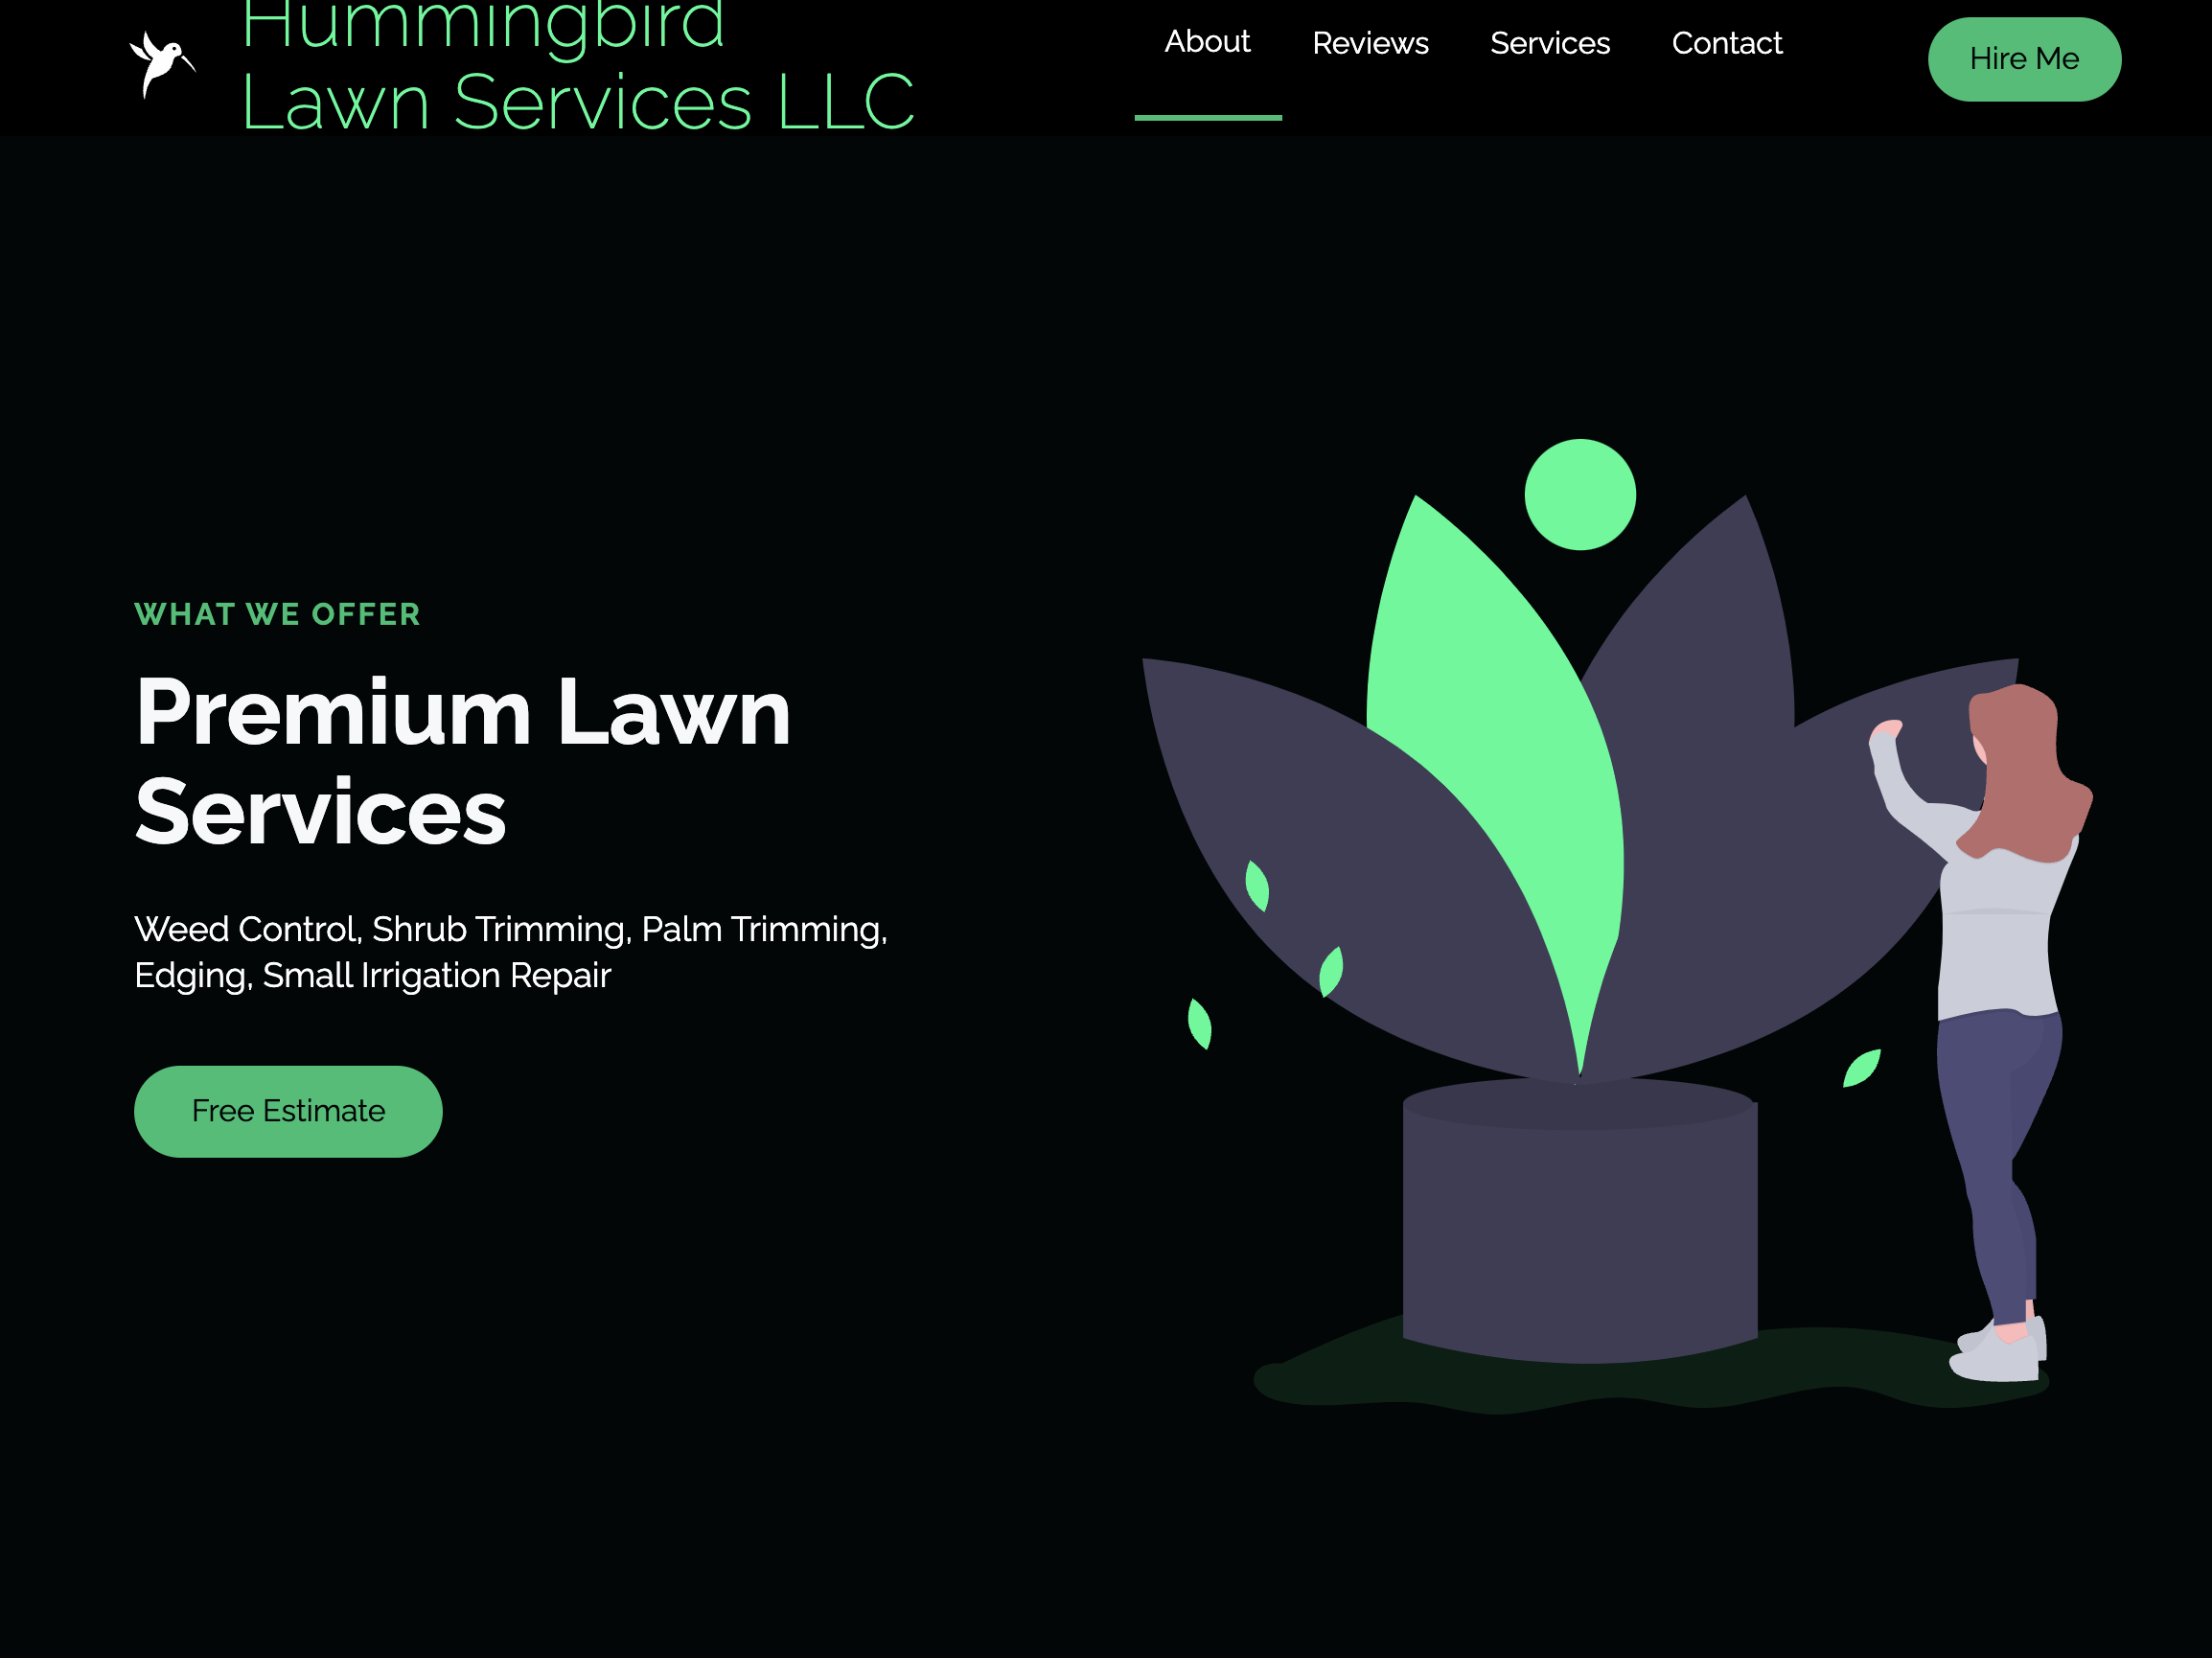 Hummingbird
Lawn Services LLC
About
Reviews
Services
Contact
Hire Me
WHAT WE OFFER
Premium Lawn
Services
Weed Control, Shrub Trimming, Palm Trimming,
Edging, Small Irrigation Repair
Free Estimate